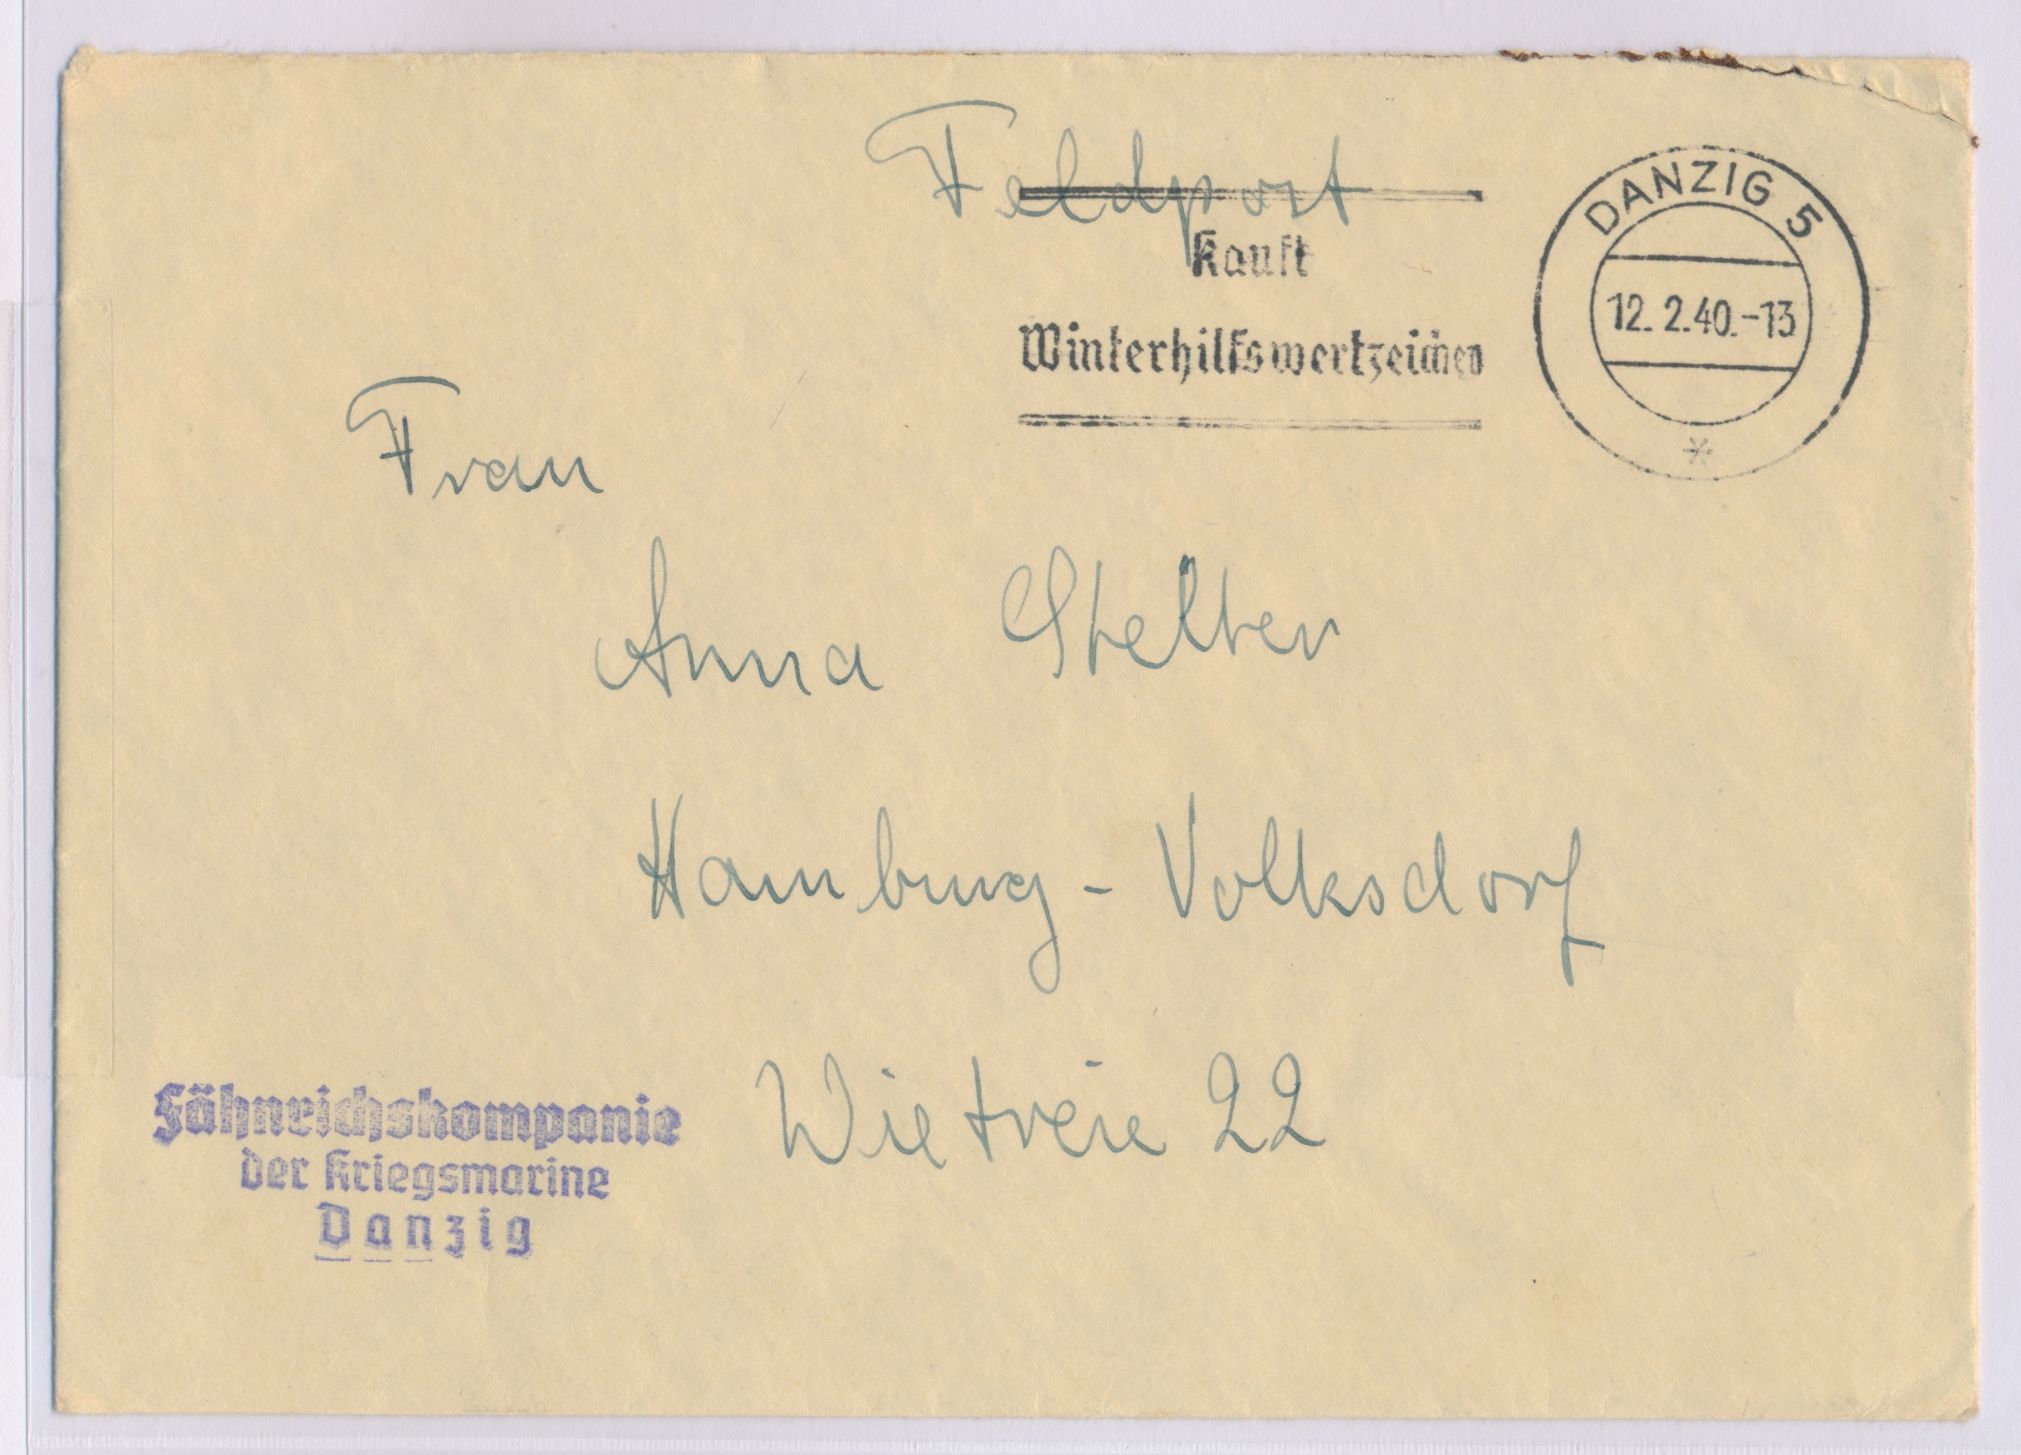 Feldpost
DANZIG 5
12. 2.40.-13
Kauft
Winterhilfswertzeichen
Frau
Anna Stelter
Hamburg - Volksdorf
Wietreie 22
Fähnrichskompanie
der Kriegsmarine
Danzig